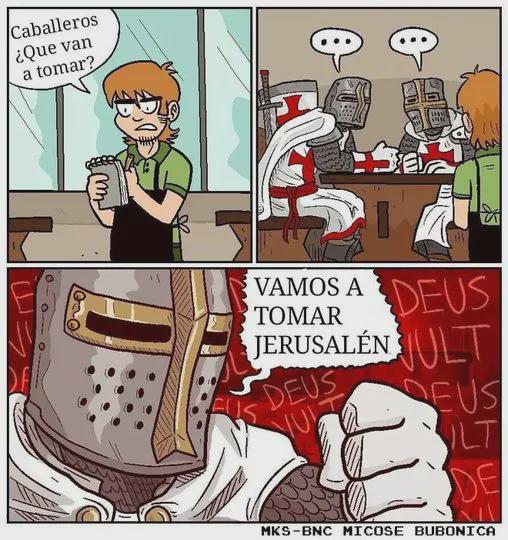 Caballeros
¿Que van
a tomar?
...
...
VAMOS A
TOMAR
JERUSALÉN
DEUS
VULT
DEUS
VULT
DEUS
VULT
MKS-BNC MICOSE BUBONICA